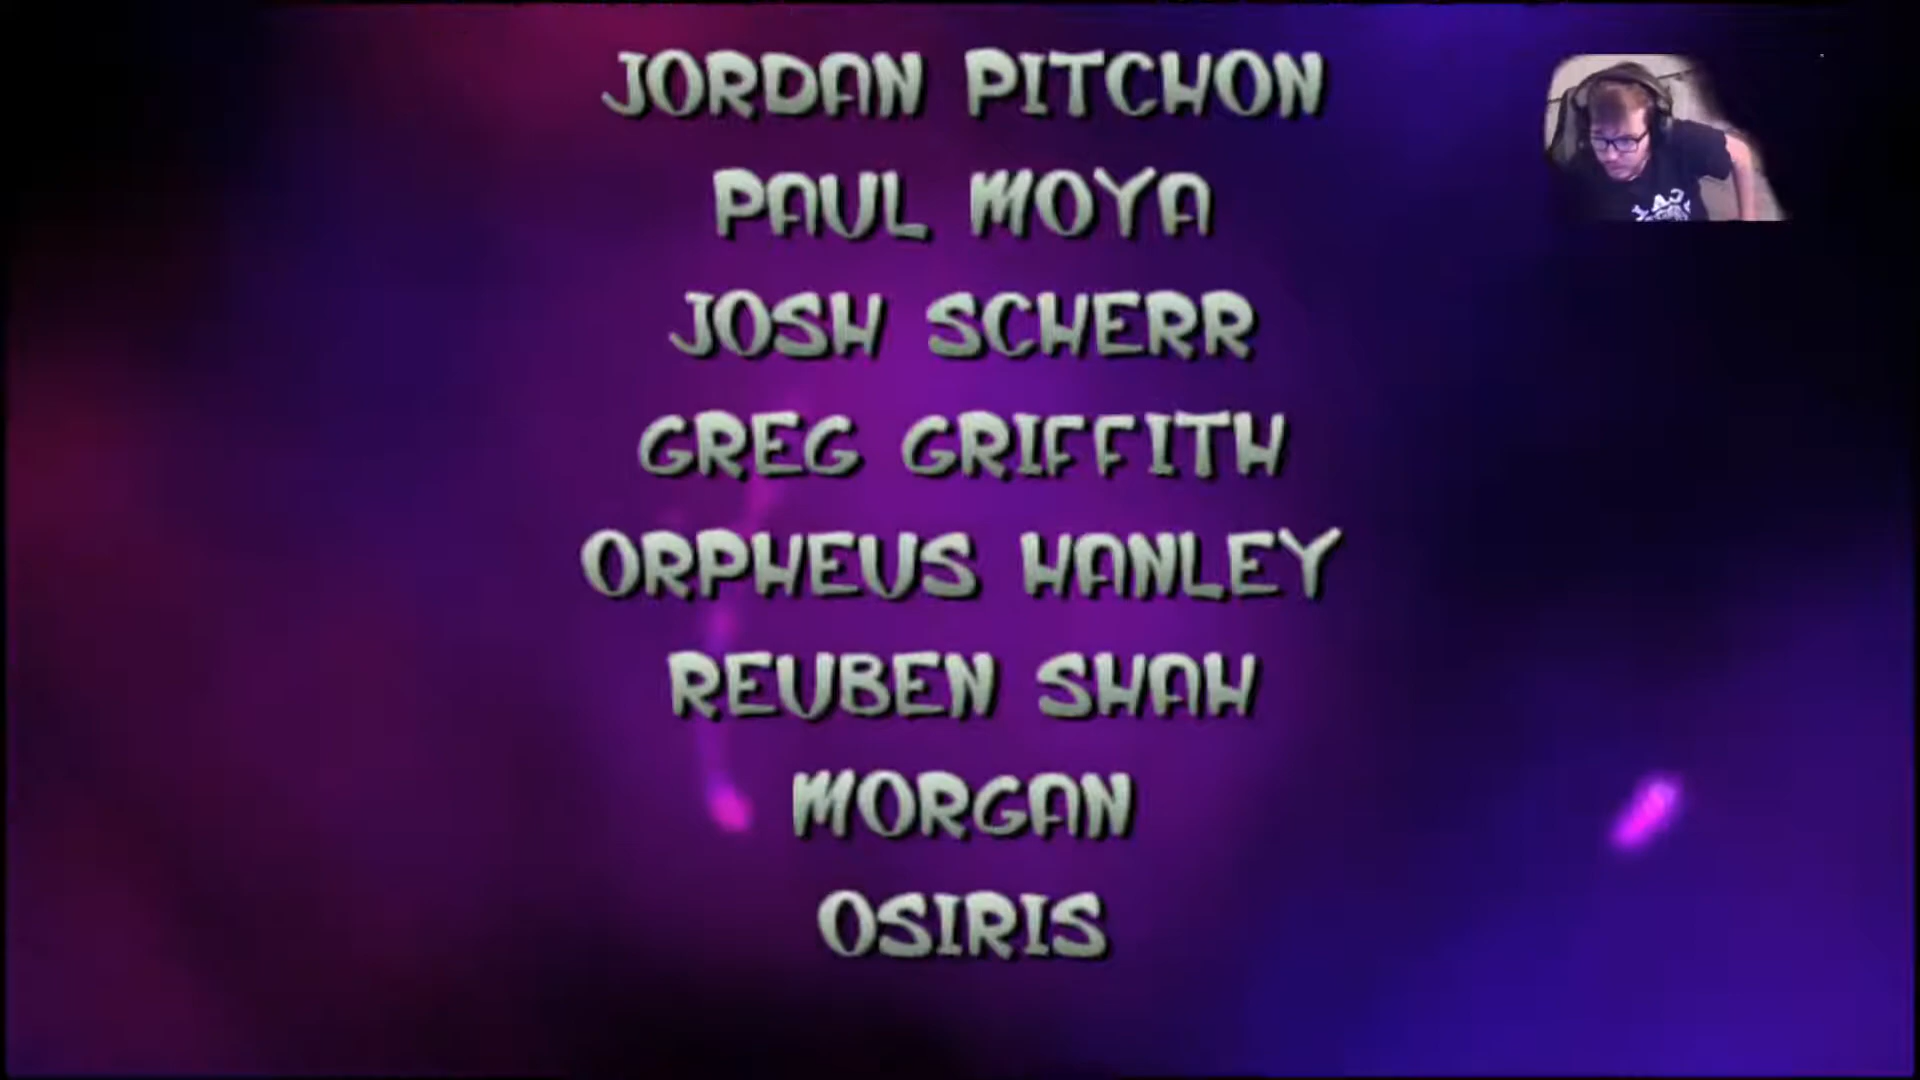 JORDAN PITCHON
PAUL MOYA
JOSH SCHERR
GREG GRIFFITH
ORPHEUS HANLEY
REUBEN SHAH
MORGAN
OSIRIS